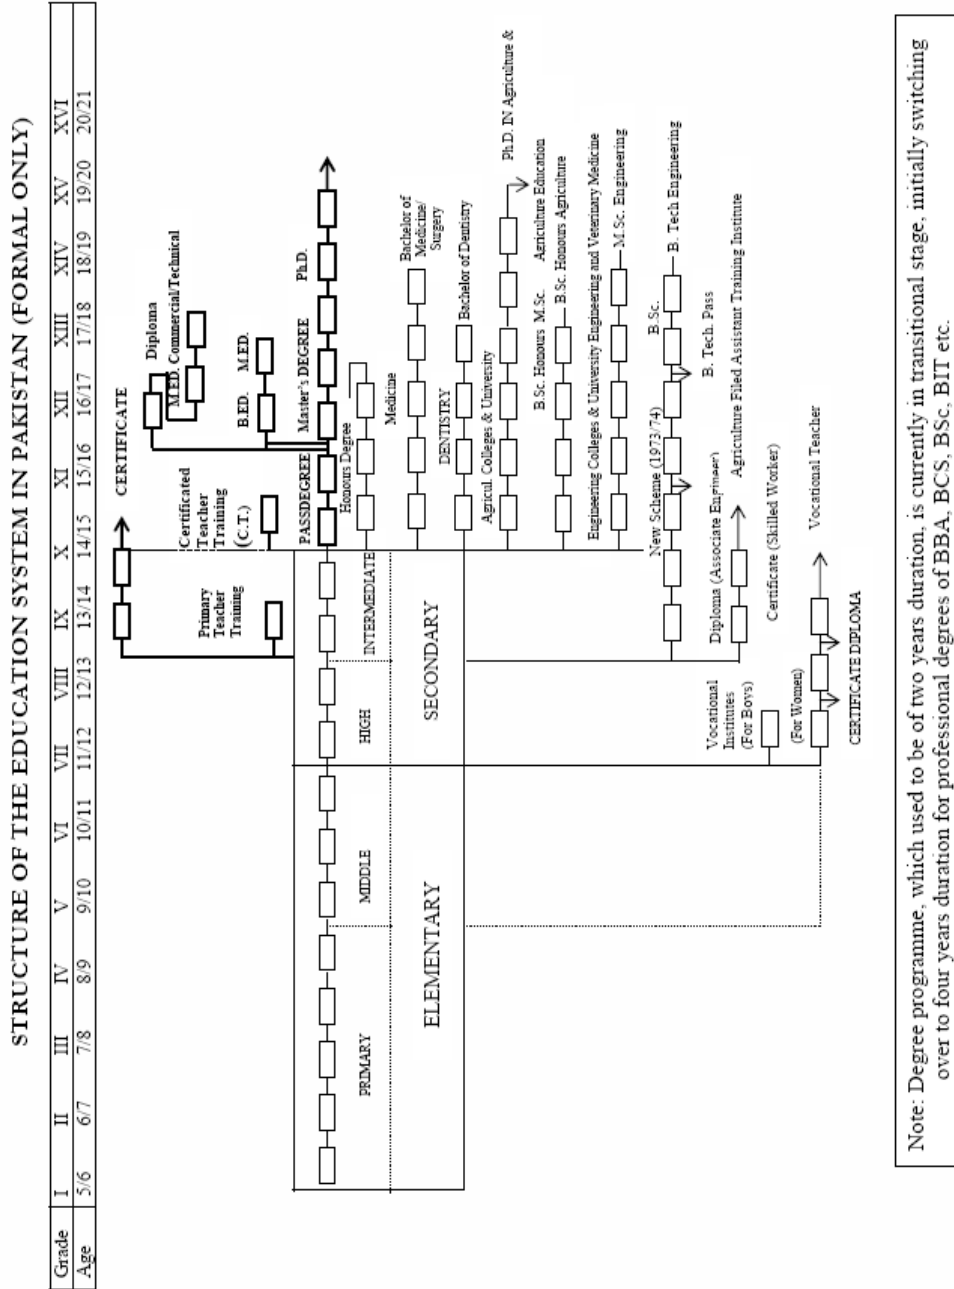 STRUCTURE OF THE EDUCATION SYSTEM IN PAKISTAN (FORMAL ONLY)
Grade I II III IV V VI VII VIII IX X XI XII XIII XIV XV XVI
Age 5/6 6/7 7/8 8/9 9/10 10/11 11/12 12/13 13/14 14/15 15/16 16/17 17/18 18/19 19/20 20/21
CERTIFICATE
Diploma
M.ED. Commercial/Technical
Primary
Teacher
Training
Certificated
Teacher
Training
(C.T.)
B.ED. M.ED.
PASSDEGREE Master's DEGREE Ph.D.
Honours Degree
PRIMARY MIDDLE HIGH INTERMEDIATE
Medicine
Bachelor of
Medicine/
Surgery
ELEMENTARY SECONDARY
DENTISTRY
Bachelor of Dentistry
Agricul. Colleges & University
Ph.D. IN Agriculture &
B.Sc. Honours M.Sc. Agriculture Education
B.Sc. Honours Agriculture
Engineering Colleges & University Engineering and Veterinary Medicine
M.Sc. Engineering
New Scheme (1973/74) B.Sc.
B. Tech Engineering
B. Tech. Pass
Diploma (Associate Engineer)
Agriculture Filed Assistant Training Institute
Vocational
Institutes
(For Boys)
Certificate (Skilled Worker)
(For Women)
Vocational Teacher
CERTIFICATE DIPLOMA
Note: Degree programme, which used to be of two years duration, is currently in transitional stage, initially switching
over to four years duration for professional degrees of BBA, BCS, BSc, BIT etc.